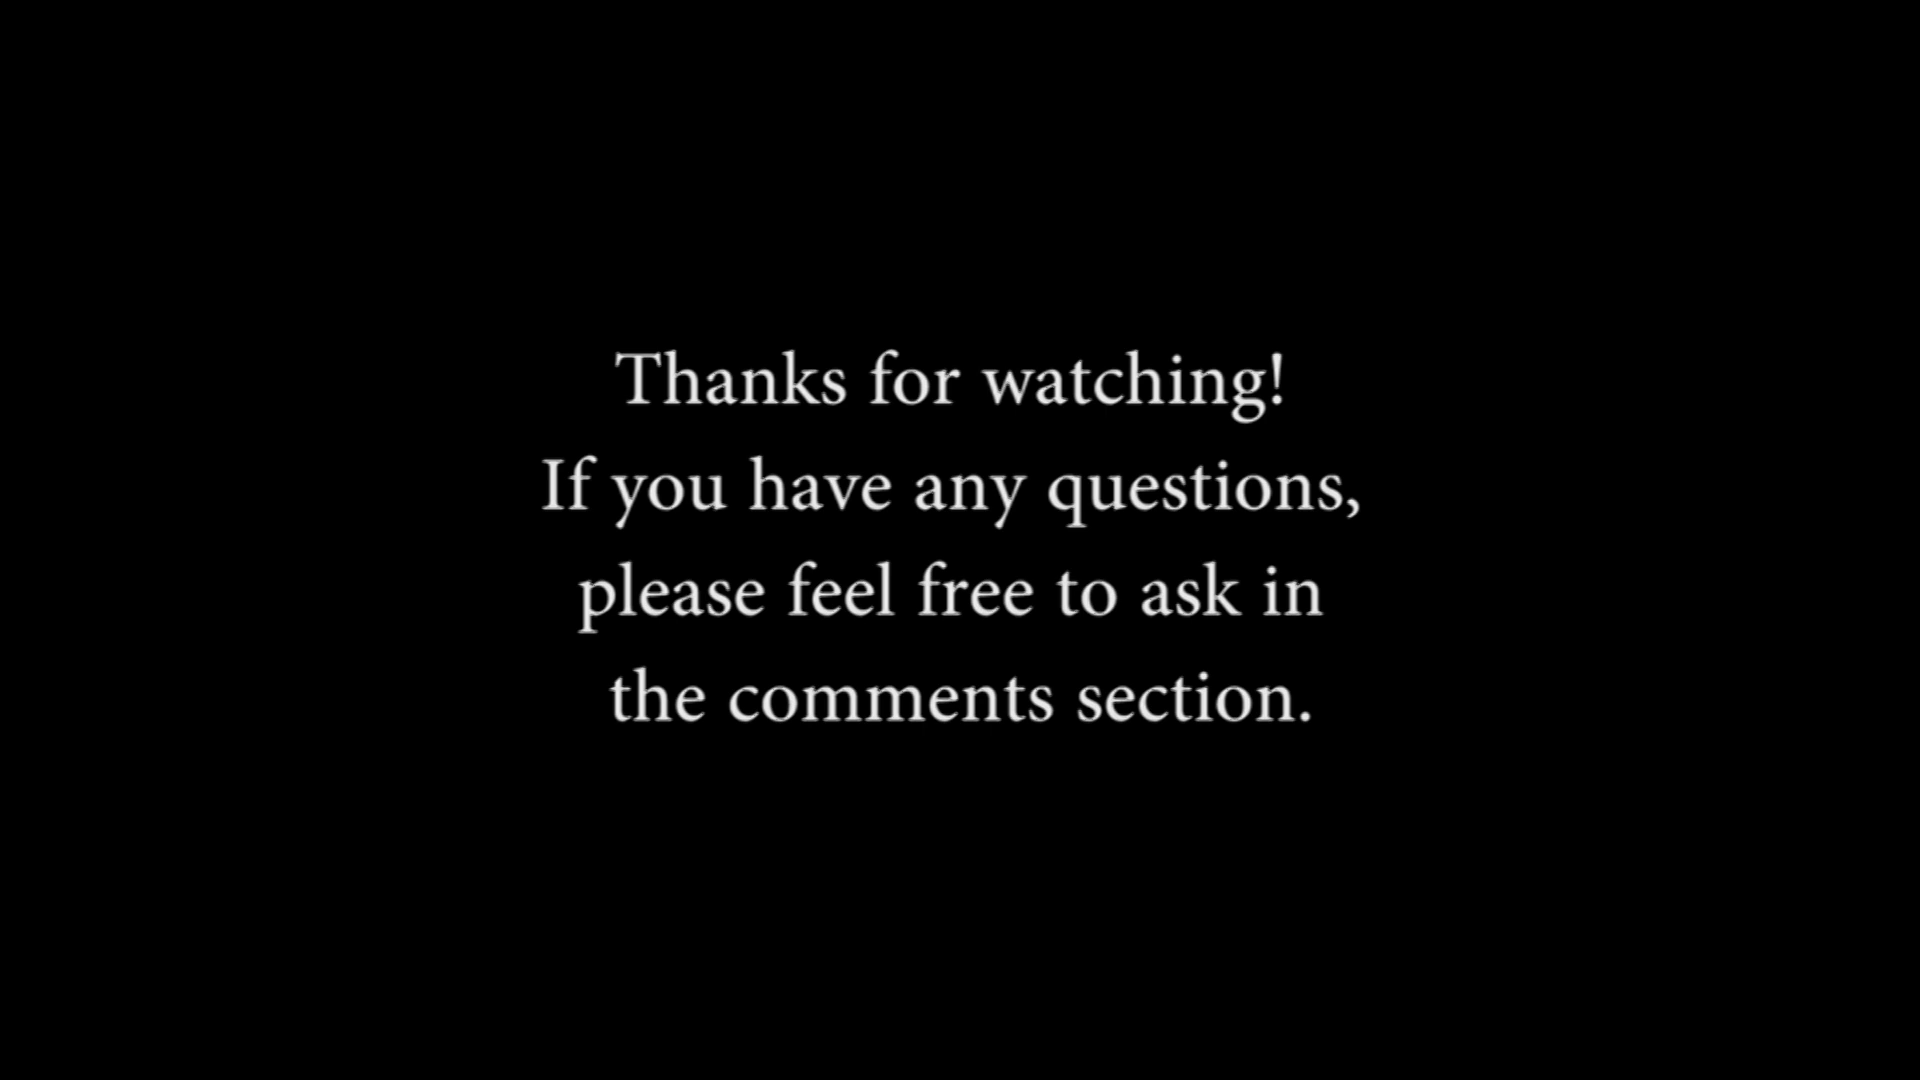 Thanks for watching!
If you have any questions,
please feel free to ask in
the comments section.